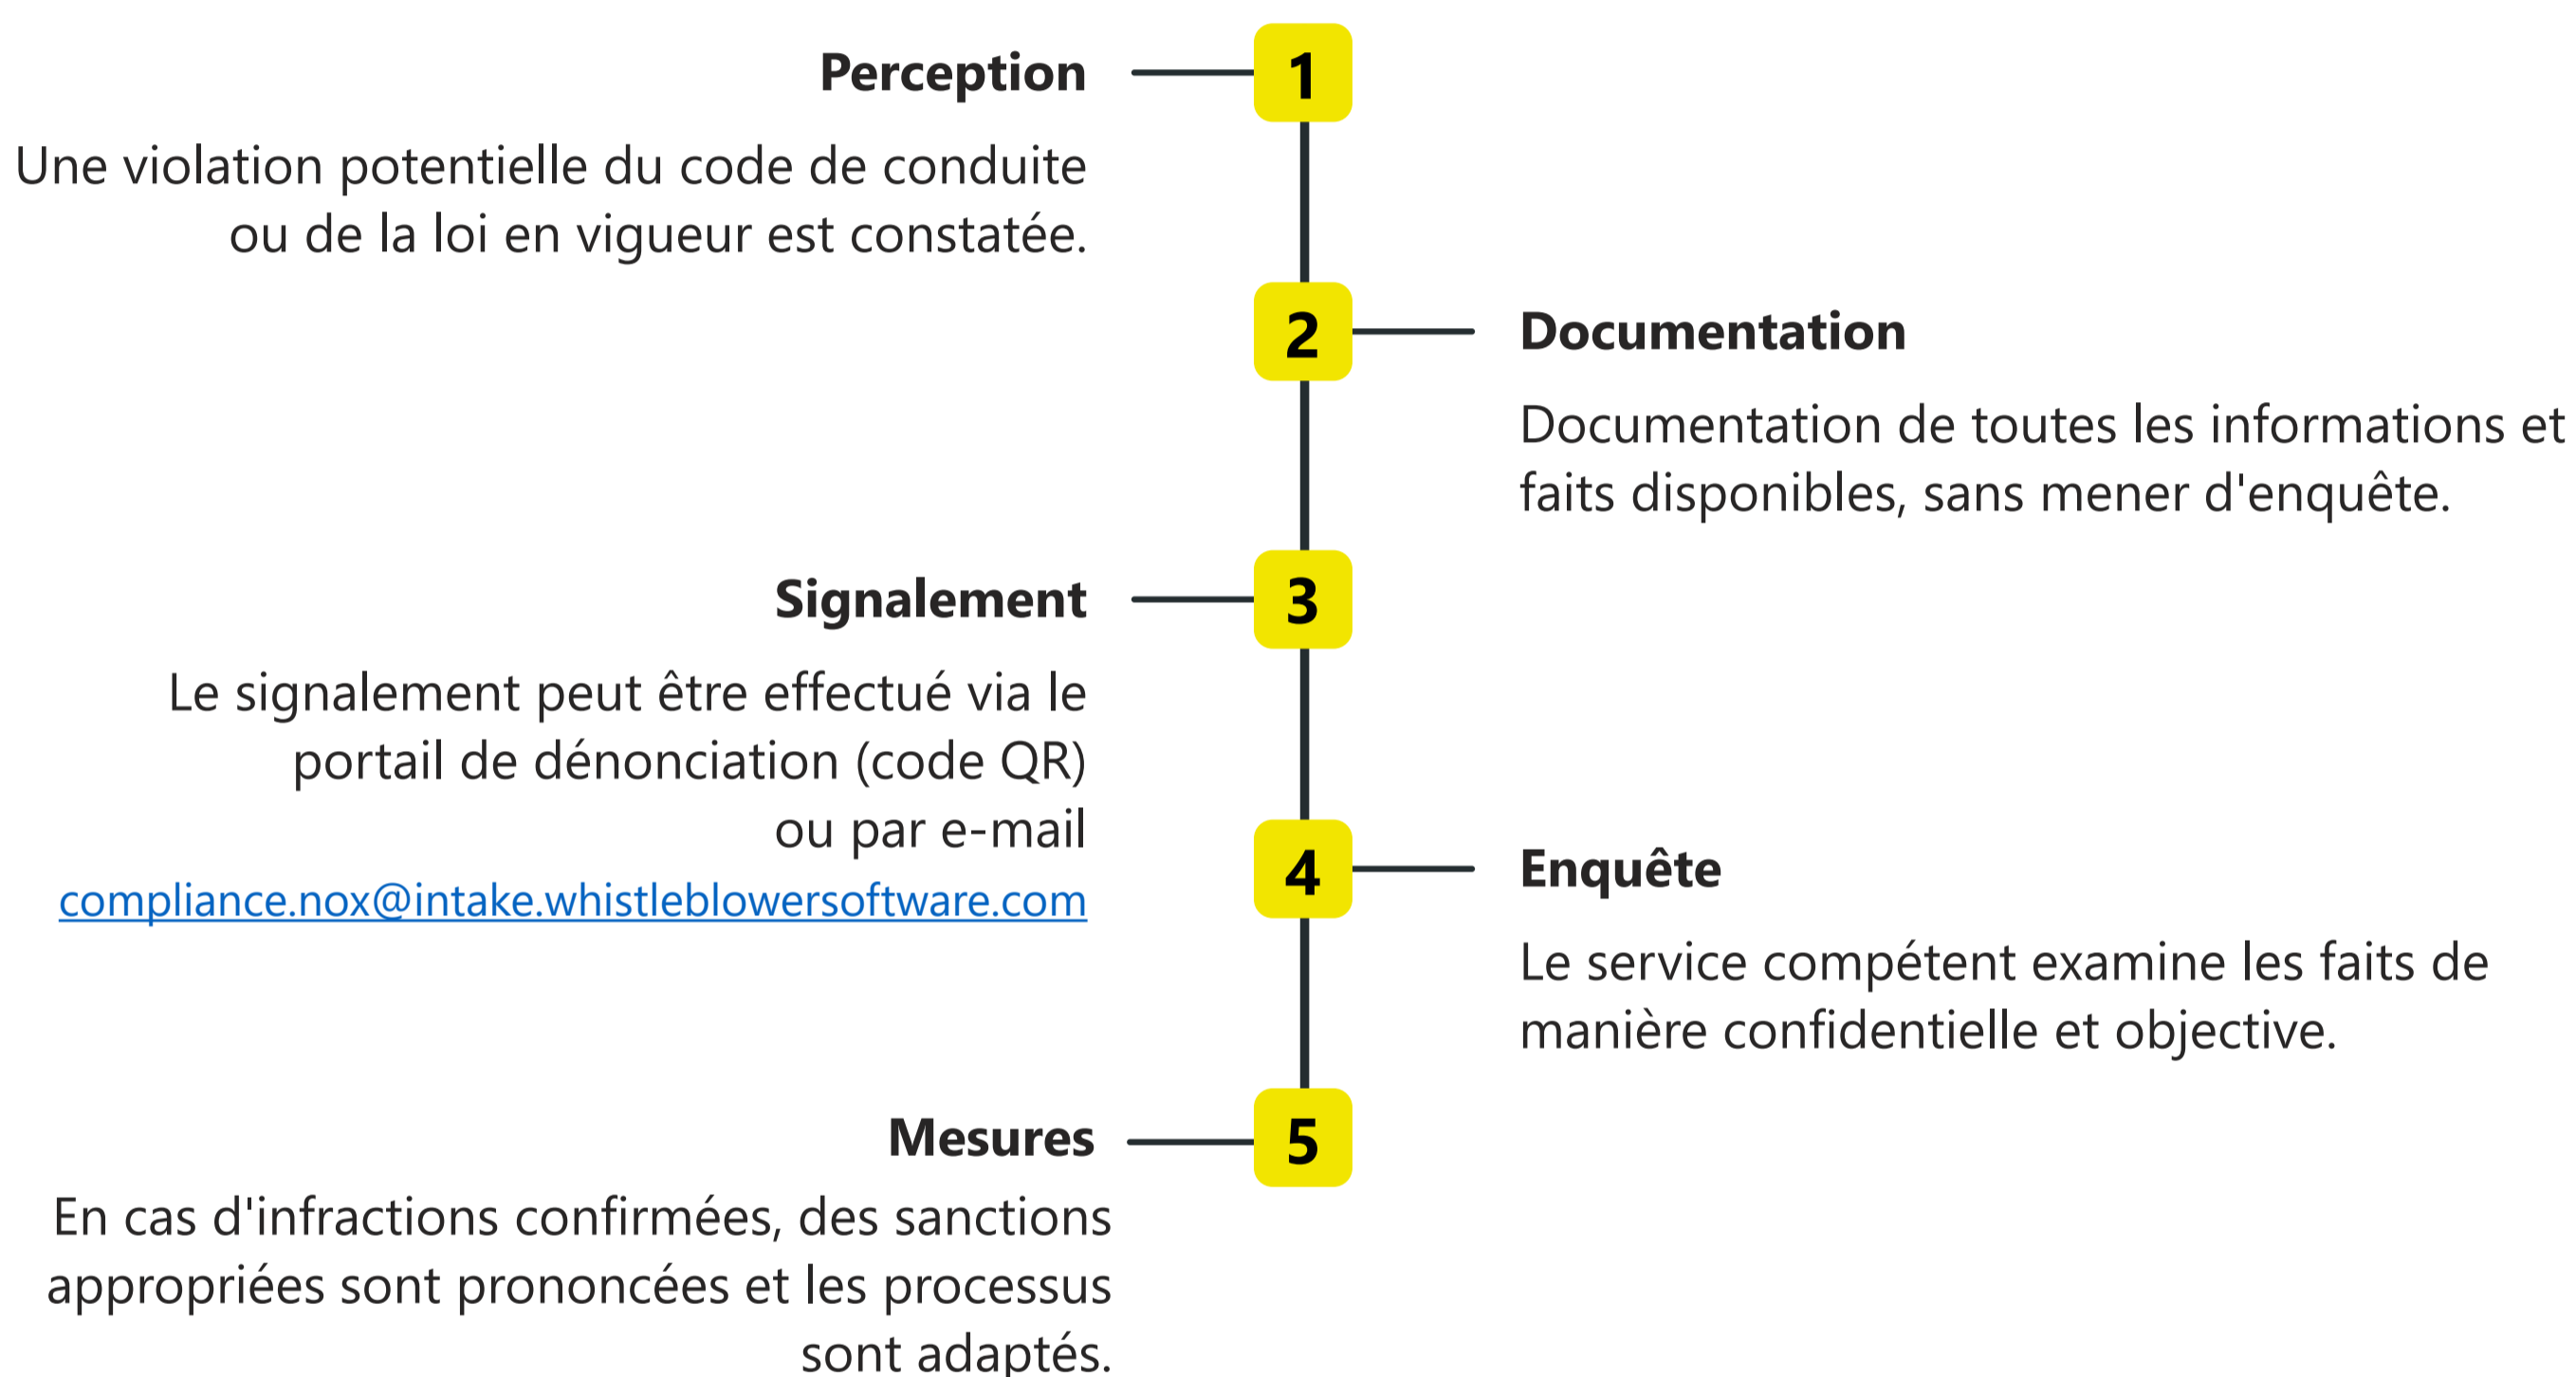 Perception
1
Une violation potentielle du code de conduite
ou de la loi en vigueur est constatée.
2
Documentation
Documentation de toutes les informations et
faits disponibles, sans mener d'enquête.
Signalement
3
Le signalement peut être effectué via le
portail de dénonciation (code QR)
ou par e-mail
compliance.nox@intake.whistleblowersoftware.com
4
Enquête
Le service compétent examine les faits de
manière confidentielle et objective.
Mesures
5
En cas d'infractions confirmées, des sanctions
appropriées sont prononcées et les processus
sont adaptés.